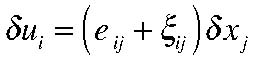 δu_i = (e_ij + ξ_ij) δx_j